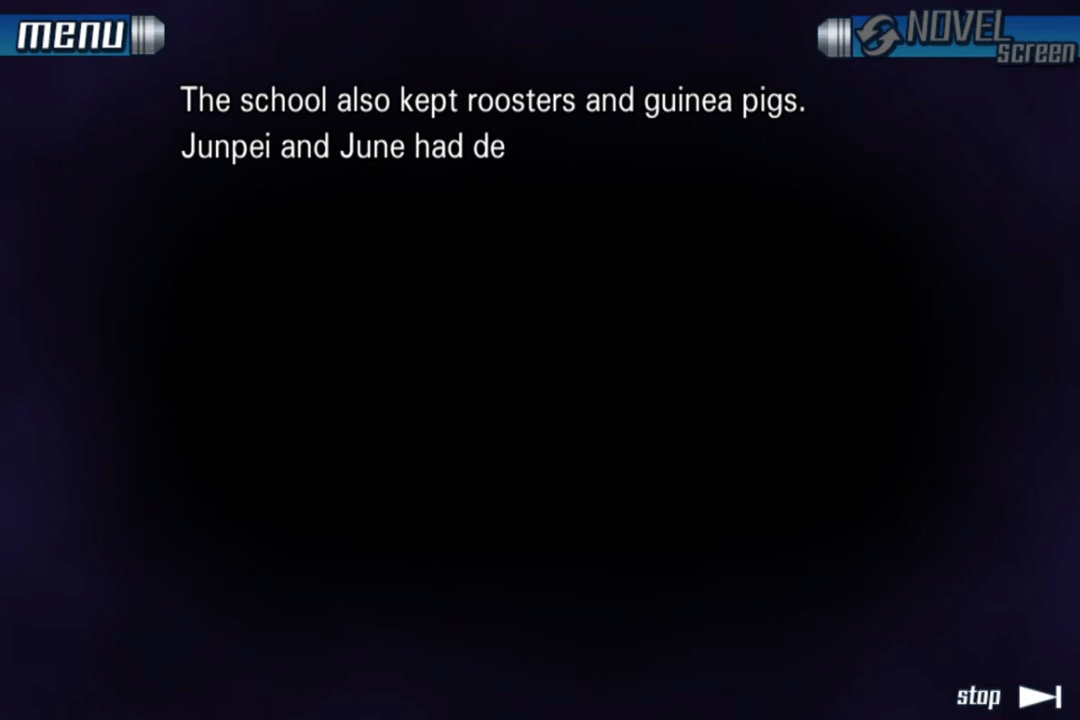 menu
NOVEL
screen
The school also kept roosters and guinea pigs.
Junpei and June had de
stop